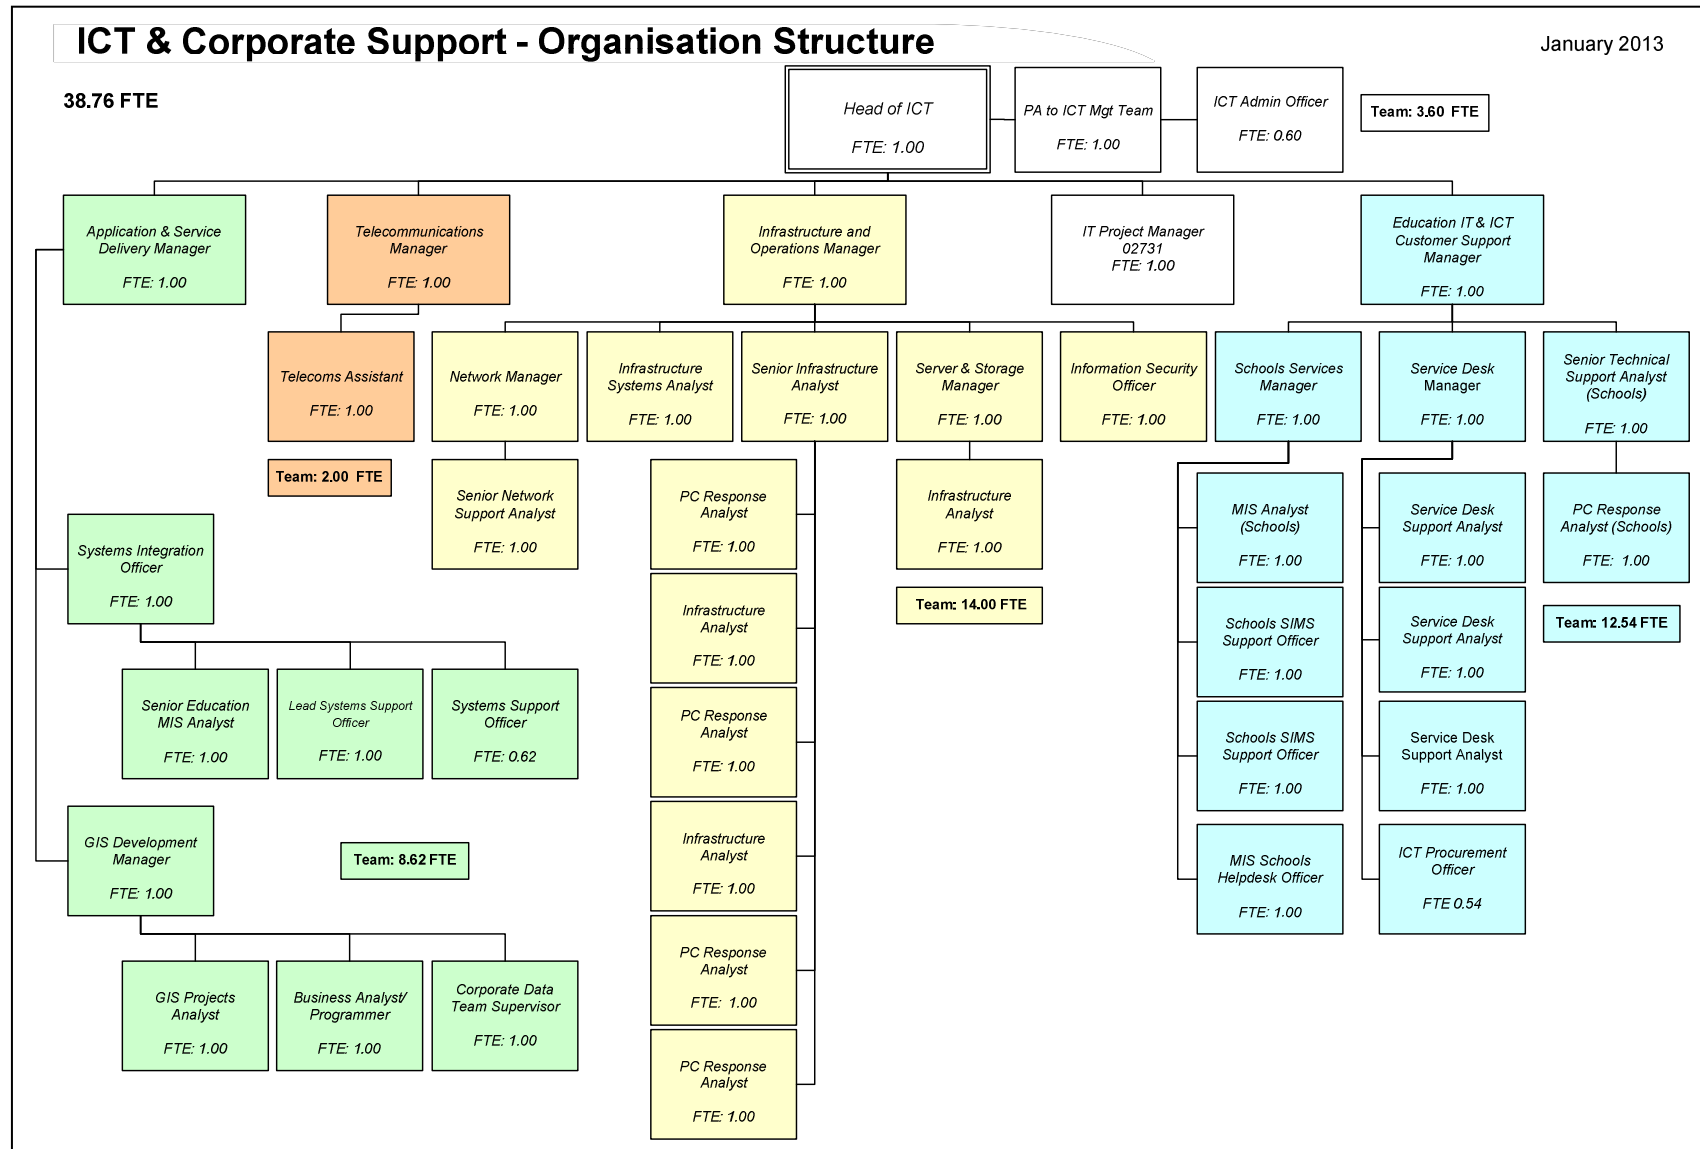 ICT & Corporate Support - Organisation Structure
January 2013
38.76 FTE
Head of ICT
FTE: 1.00
PA to ICT Mgt Team
FTE: 1.00
ICT Admin Officer
FTE: 0.60
Team: 3.60 FTE
Application & Service
Delivery Manager
FTE: 1.00
Telecommunications
Manager
FTE: 1.00
Infrastructure and
Operations Manager
FTE: 1.00
IT Project Manager
02731
FTE: 1.00
Education IT & ICT
Customer Support
Manager
FTE: 1.00
Telecoms Assistant
FTE: 1.00
Network Manager
FTE: 1.00
Infrastructure
Systems Analyst
FTE: 1.00
Senior Infrastructure
Analyst
FTE: 1.00
Server & Storage
Manager
FTE: 1.00
Information Security
Officer
FTE: 1.00
Schools Services
Manager
FTE: 1.00
Service Desk
Manager
FTE: 1.00
Senior Technical
Support Analyst
(Schools)
FTE: 1.00
Team: 2.00 FTE
Senior Network
Support Analyst
FTE: 1.00
PC Response
Analyst
FTE: 1.00
Infrastructure
Analyst
FTE: 1.00
MIS Analyst
(Schools)
FTE: 1.00
Service Desk
Support Analyst
FTE: 1.00
PC Response
Analyst (Schools)
FTE: 1.00
Systems Integration
Officer
FTE: 1.00
Infrastructure
Analyst
FTE: 1.00
Team: 14.00 FTE
Schools SIMS
Support Officer
FTE: 1.00
Service Desk
Support Analyst
FTE: 1.00
Team: 12.54 FTE
Senior Education
MIS Analyst
FTE: 1.00
Lead Systems Support
Officer
FTE: 1.00
Systems Support
Officer
FTE: 0.62
PC Response
Analyst
FTE: 1.00
Schools SIMS
Support Officer
FTE: 1.00
Service Desk
Support Analyst
FTE: 1.00
GIS Development
Manager
FTE: 1.00
Team: 8.62 FTE
Infrastructure
Analyst
FTE: 1.00
MIS Schools
Helpdesk Officer
FTE: 1.00
ICT Procurement
Officer
FTE 0.54
GIS Projects
Analyst
FTE: 1.00
Business Analyst/
Programmer
FTE: 1.00
Corporate Data
Team Supervisor
FTE: 1.00
PC Response
Analyst
FTE: 1.00
PC Response
Analyst
FTE: 1.00